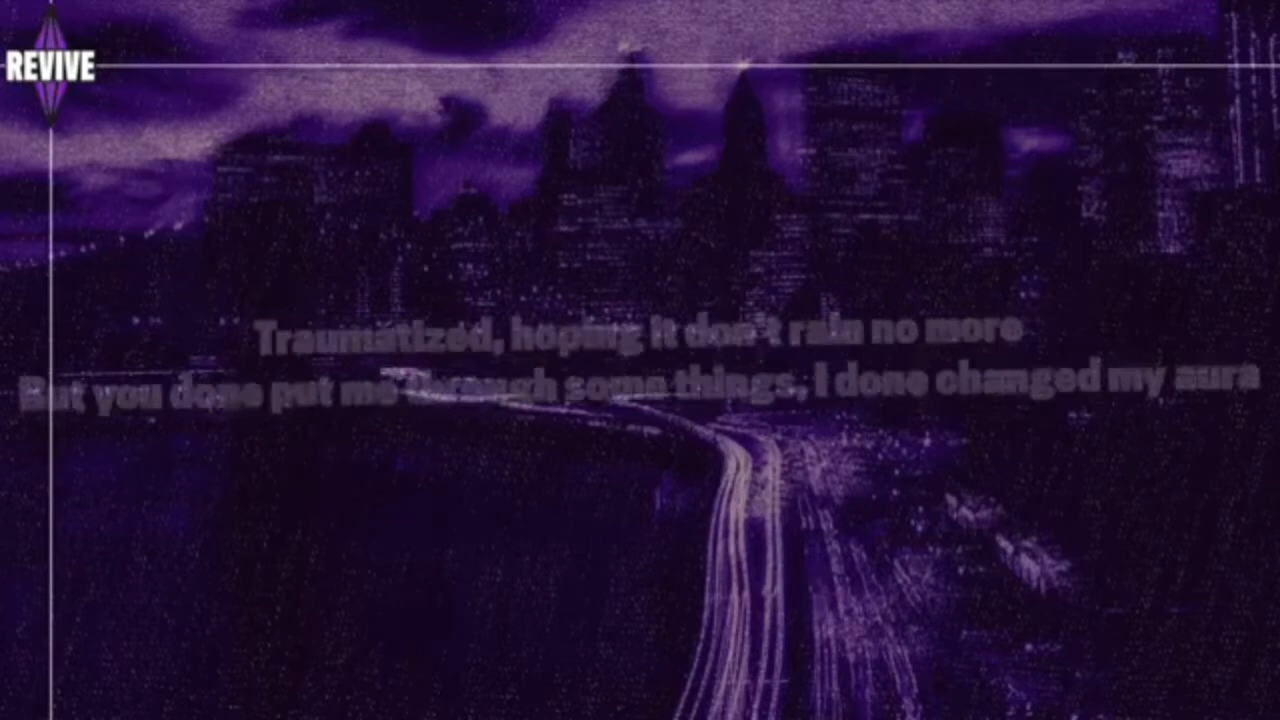 REVIVE
Traumatized, hoping it don't rain no more
But you done put me through some things, I done changed my aura